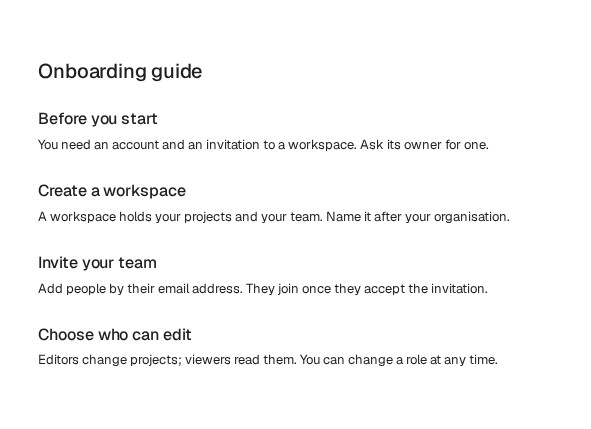 Onboarding guide
Before you start
You need an account and an invitation to a workspace. Ask its owner for one.
Create a workspace
A workspace holds your projects and your team. Name it after your organisation.
Invite your team
Add people by their email address. They join once they accept the invitation.
Choose who can edit
Editors change projects; viewers read them. You can change a role at any time.